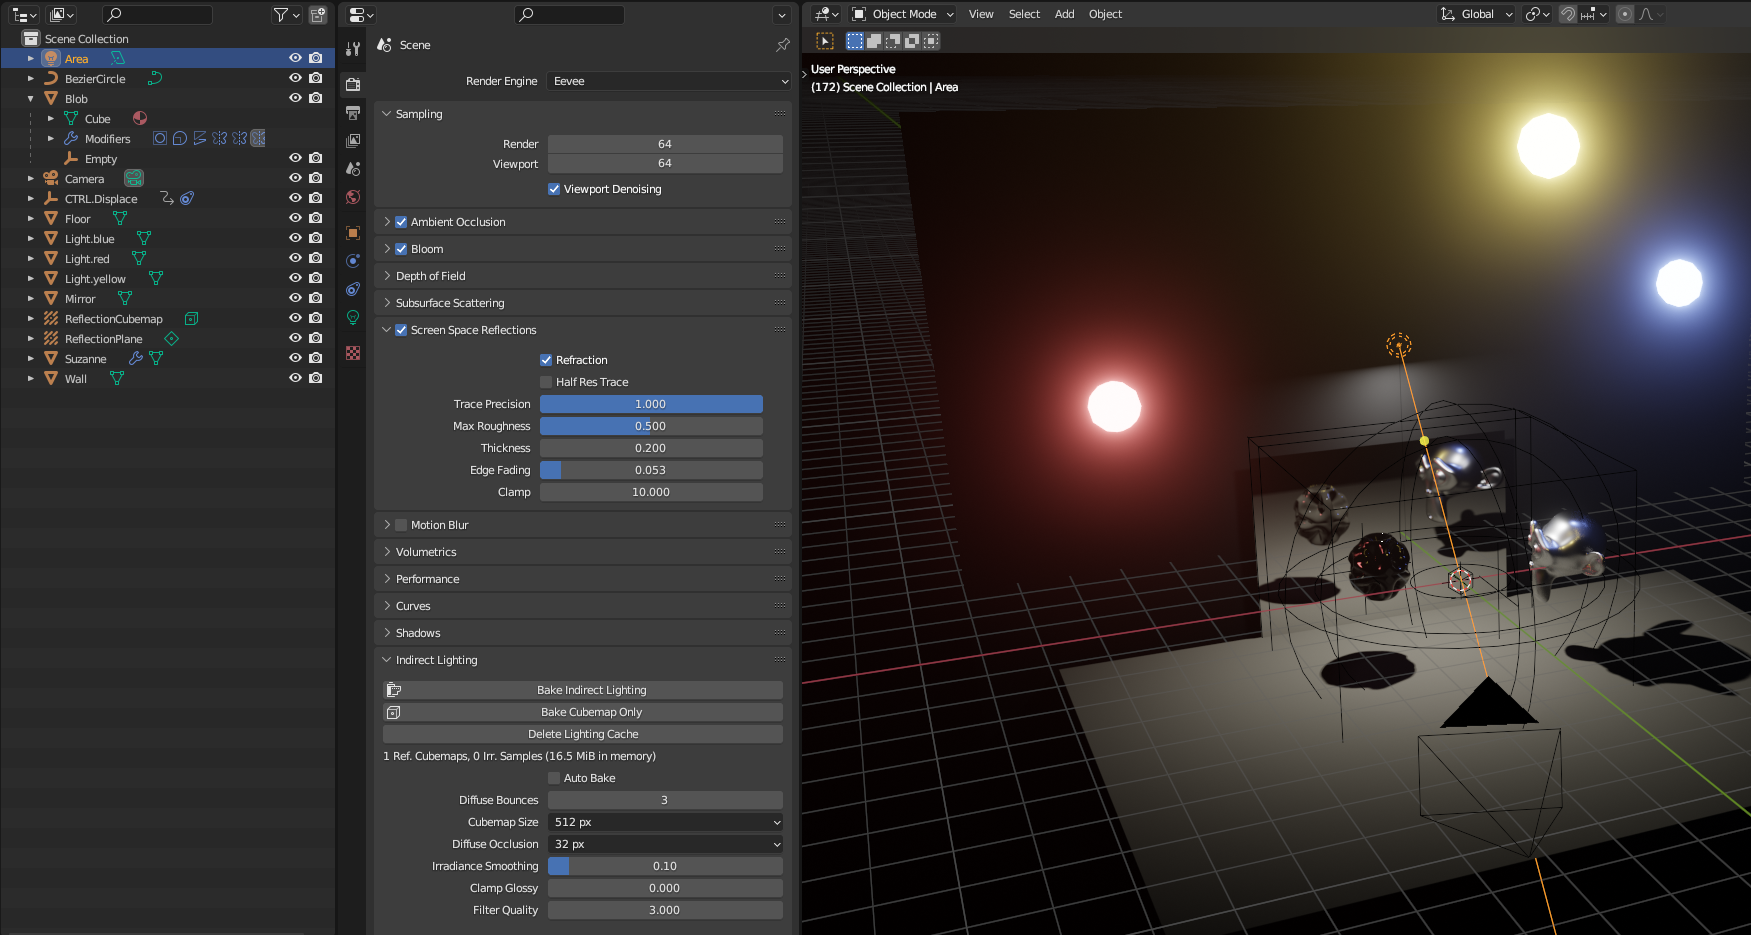 Object Mode
View
Select
Add
Object
Global
Scene Collection
Area
BezierCircle
Blob
Cube
Modifiers
Empty
Camera
CTRL.Displace
Floor
Light.blue
Light.red
Light.yellow
Mirror
ReflectionCubemap
ReflectionPlane
Suzanne
Wall
Scene
Render Engine
Eevee
Sampling
Render
64
Viewport
64
Viewport Denoising
Ambient Occlusion
Bloom
Depth of Field
Subsurface Scattering
Screen Space Reflections
Refraction
Half Res Trace
Trace Precision
1.000
Max Roughness
0.500
Thickness
0.200
Edge Fading
0.053
Clamp
10.000
Motion Blur
Volumetrics
Performance
Curves
Shadows
Indirect Lighting
Bake Indirect Lighting
Bake Cubemap Only
Delete Lighting Cache
1 Ref. Cubemaps, 0 Irr. Samples (16.5 MiB in memory)
Auto Bake
Diffuse Bounces
3
Cubemap Size
512 px
Diffuse Occlusion
32 px
Irradiance Smoothing
0.10
Clamp Glossy
0.000
Filter Quality
3.000
User Perspective
(172) Scene Collection | Area